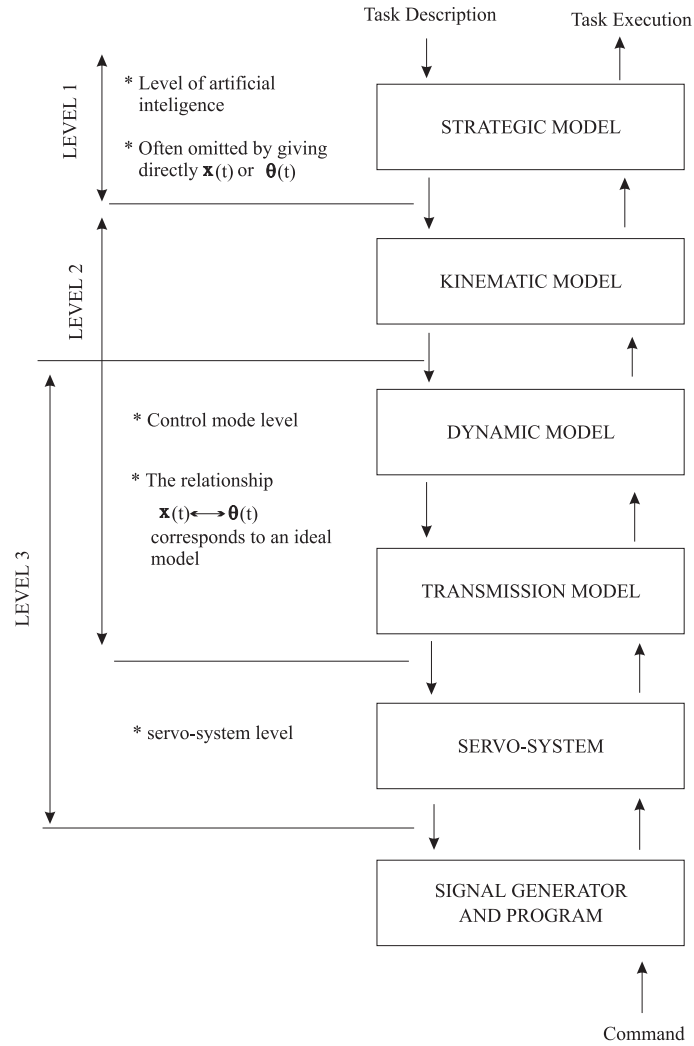 Task Description
Task Execution
LEVEL 1
* Level of artificial
inteligence
* Often omitted by giving
directly x(t) or θ(t)
STRATEGIC MODEL
LEVEL 2
KINEMATIC MODEL
LEVEL 3
* Control mode level
DYNAMIC MODEL
* The relationship
x(t)⟷θ(t)
corresponds to an ideal
model
TRANSMISSION MODEL
* servo-system level
SERVO-SYSTEM
SIGNAL GENERATOR
AND PROGRAM
Command